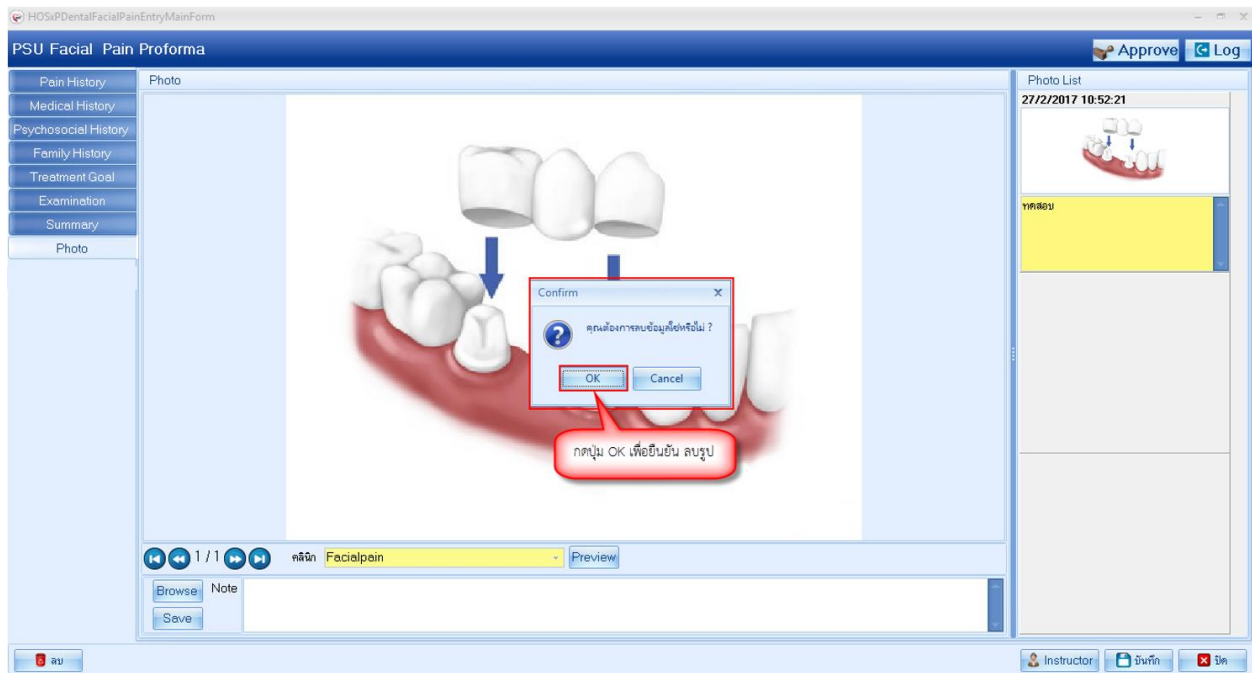 HOSxPDentalFacialPainEntryMainForm
PSU Facial Pain Proforma
Approve
Log
Pain History
Medical History
Psychosocial History
Family History
Treatment Goal
Examination
Summary
Photo
Photo
Photo List
27/2/2017 10:52:21
ทดสอบ
Confirm
คุณต้องการลบข้อมูลใช่หรือไม่ ?
OK
Cancel
กดปุ่ม OK เพื่อยืนยัน ลบรูป
1 / 1
คลินิก
Facialpain
Preview
Browse
Note
Save
ลบ
Instructor
บันทึก
ปิด